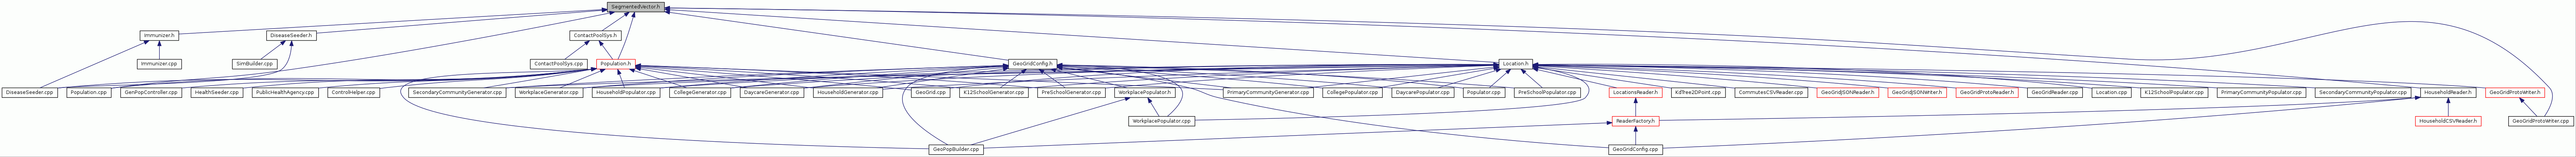 SegmentedVector.h
Immunizer.h
DiseaseSeeder.h
ContactPoolSys.h
Immunizer.cpp
SimBuilder.cpp
ContactPoolSys.cpp
Population.h
GeoGridConfig.h
Location.h
DiseaseSeeder.cpp
Population.cpp
GenPopController.cpp
HealthSeeder.cpp
PublicHealthAgency.cpp
ControlHelper.cpp
SecondaryCommunityGenerator.cpp
WorkplaceGenerator.cpp
HouseholdPopulator.cpp
CollegeGenerator.cpp
DaycareGenerator.cpp
HouseholdGenerator.cpp
GeoGrid.cpp
K12SchoolGenerator.cpp
PreSchoolGenerator.cpp
WorkplacePopulator.h
PrimaryCommunityGenerator.cpp
CollegePopulator.cpp
DaycarePopulator.cpp
Populator.cpp
PreSchoolPopulator.cpp
LocationsReader.h
KdTree2DPoint.cpp
CommutesCSVReader.cpp
GeoGridJSONReader.h
GeoGridJSONWriter.h
GeoGridProtoReader.h
GeoGridReader.cpp
Location.cpp
K12SchoolPopulator.cpp
PrimaryCommunityPopulator.cpp
SecondaryCommunityPopulator.cpp
HouseholdReader.h
GeoGridProtoWriter.h
WorkplacePopulator.cpp
ReaderFactory.h
HouseholdCSVReader.h
GeoGridProtoWriter.cpp
GeoPopBuilder.cpp
GeoGridConfig.cpp